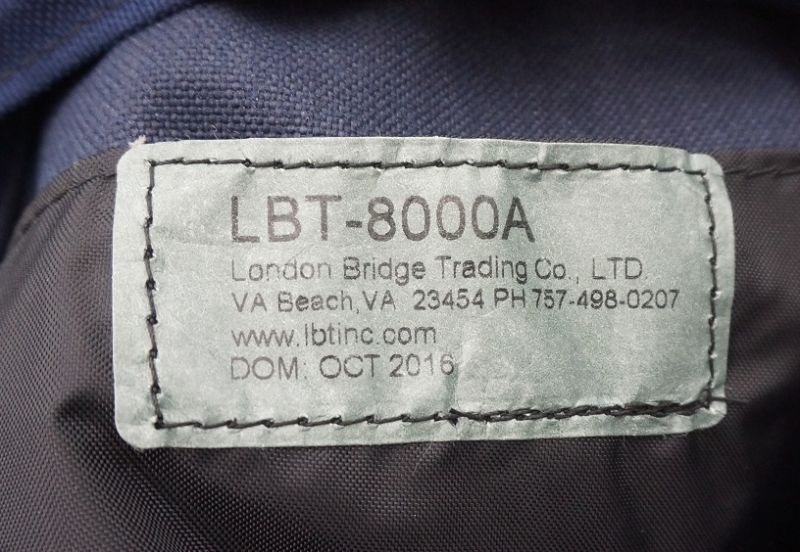 LBT-8000A
London Bridge Trading Co., LTD.
VA Beach,VA 23454 PH 757-498-0207
www.lbtinc.com
DOM: OCT 2016